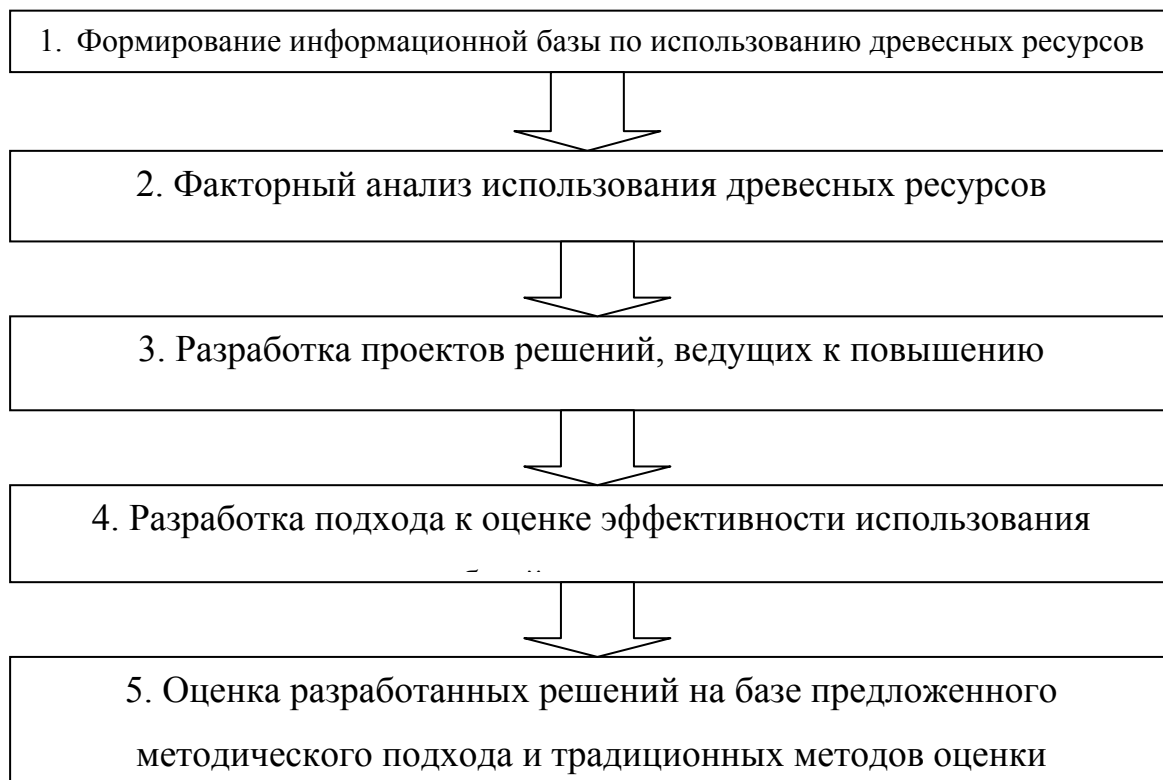 1. Формирование информационной базы по использованию древесных ресурсов
2. Факторный анализ использования древесных ресурсов
3. Разработка проектов решений, ведущих к повышению
4. Разработка подхода к оценке эффективности использования
5. Оценка разработанных решений на базе предложенного
методического подхода и традиционных методов оценки